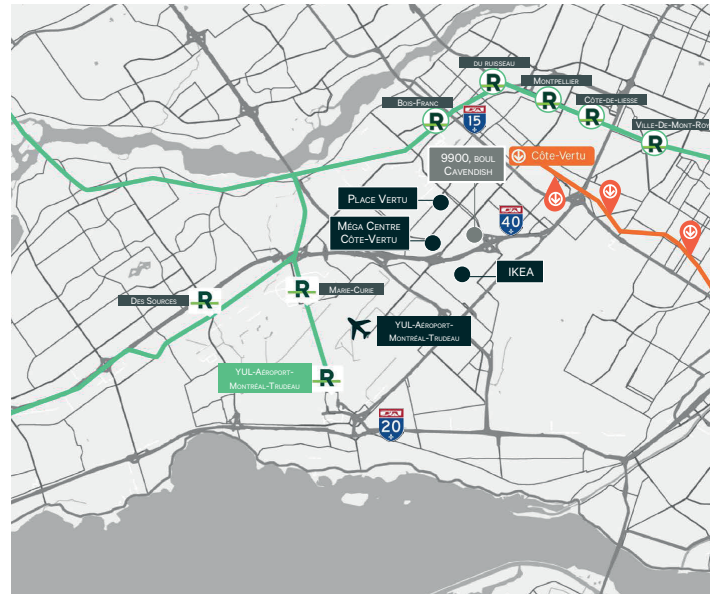 DU RUISSEAU
MONTPELLIER
CÔTE-DE-LIESSE
BOIS-FRANC
VILLE-DE-MONT-ROY
R
R
R
R
R
15
9900, BOUL
CAVENDISH
CÔTE-VERTU
PLACE VERTU
40
MÉGA CENTRE
CÔTE-VERTU
IKEA
DES SOURCES
R
R
MARIE-CURIE
YUL-AÉROPORT-
MONTRÉAL-TRUDEAU
YUL-AÉROPORT-
MONTRÉAL-TRUDEAU
R
20